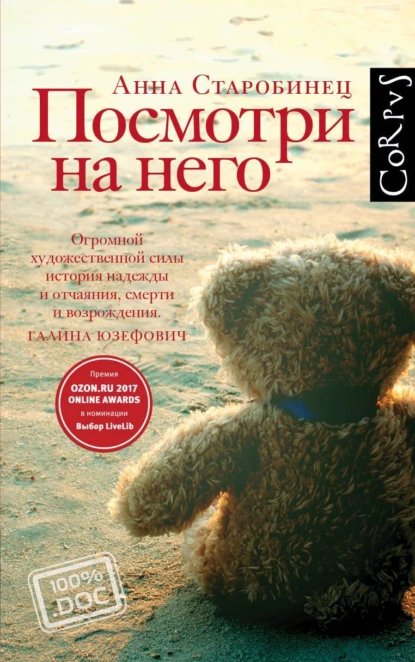 Анна Старобинец
Посмотри
на него
CORPUS
Огромной
художественной силы
история надежды
и отчаяния, смерти
и возрождения.
ГАЛИНА ЮЗЕФОВИЧ
Премия
OZON.RU 2017
ONLINE AWARDS
в номинации
Выбор LiveLib
100%
.DOC